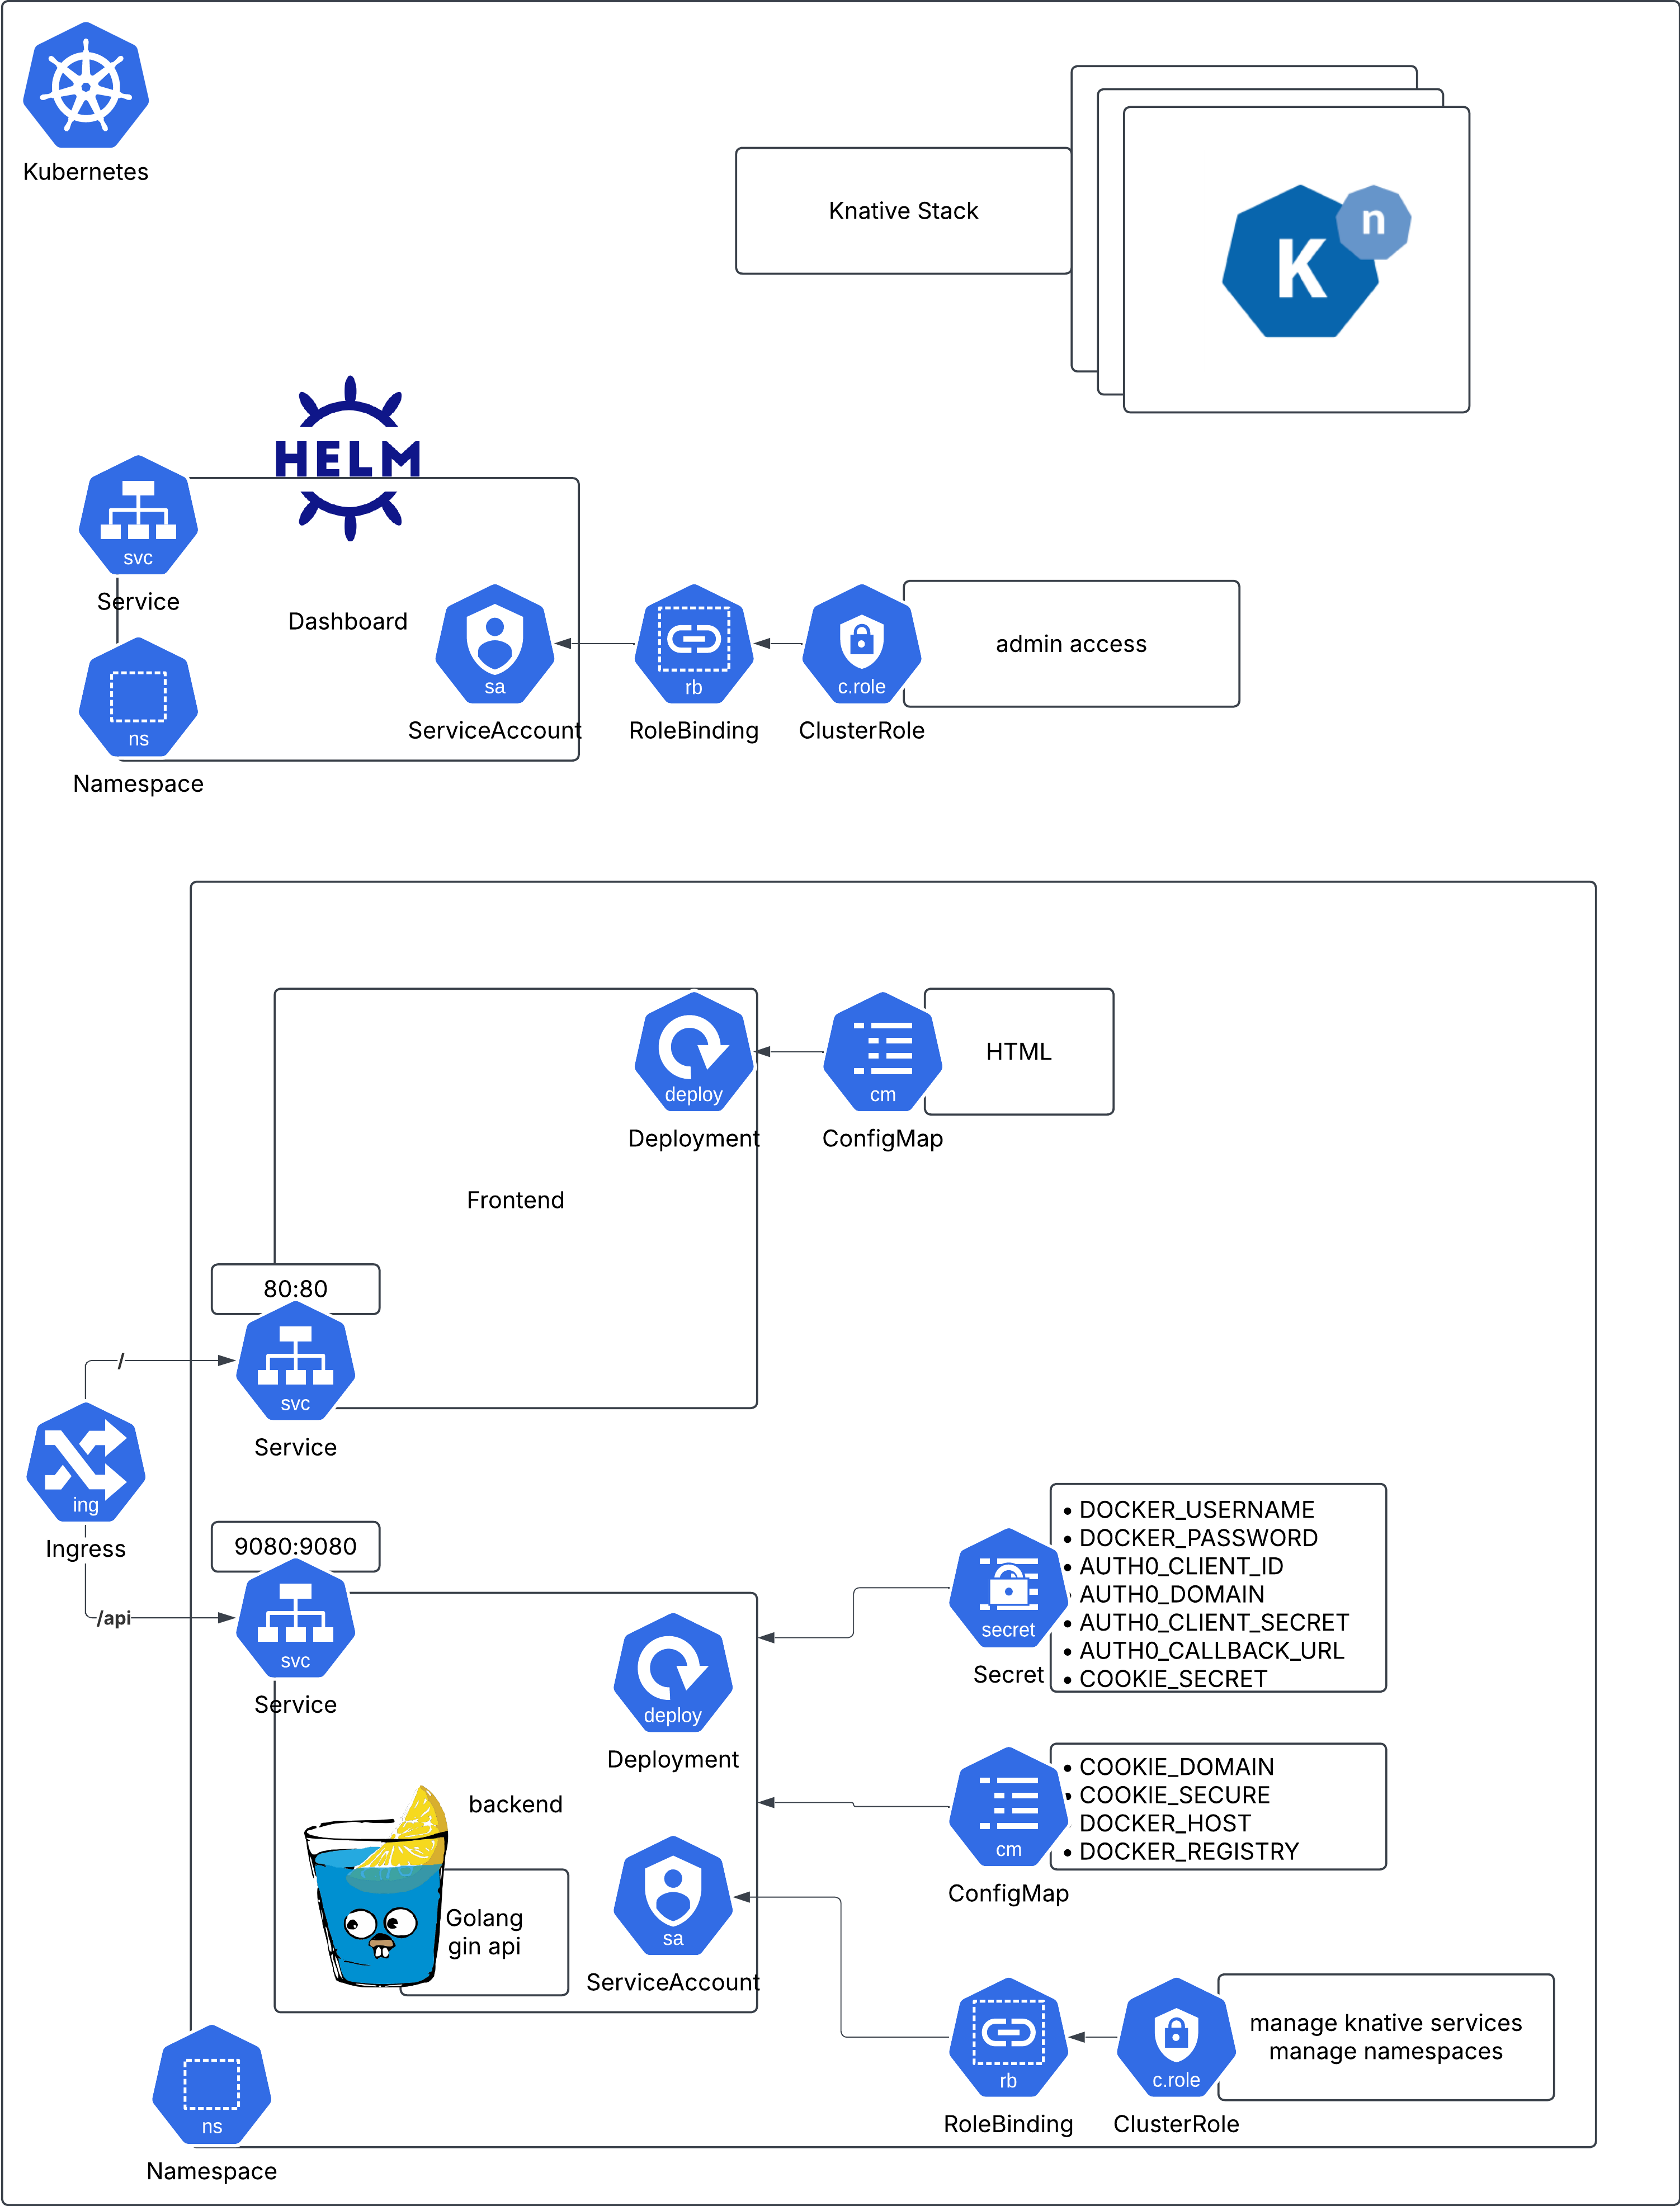 Kubernetes
Knative Stack
K
n
HELM
svc
Service
Dashboard
sa
ServiceAccount
rb
RoleBinding
c.role
ClusterRole
admin access
ns
Namespace
deploy
Deployment
cm
ConfigMap
HTML
Frontend
80:80
svc
Service
/
ing
Ingress
/api
9080:9080
svc
Service
deploy
Deployment
backend
Golang
gin api
sa
ServiceAccount
secret
Secret
• DOCKER_USERNAME
• DOCKER_PASSWORD
• AUTH0_CLIENT_ID
• AUTH0_DOMAIN
• AUTH0_CLIENT_SECRET
• AUTH0_CALLBACK_URL
• COOKIE_SECRET
cm
ConfigMap
• COOKIE_DOMAIN
• COOKIE_SECURE
DOCKER_HOST
• DOCKER_REGISTRY
rb
RoleBinding
c.role
ClusterRole
manage knative services
manage namespaces
ns
Namespace